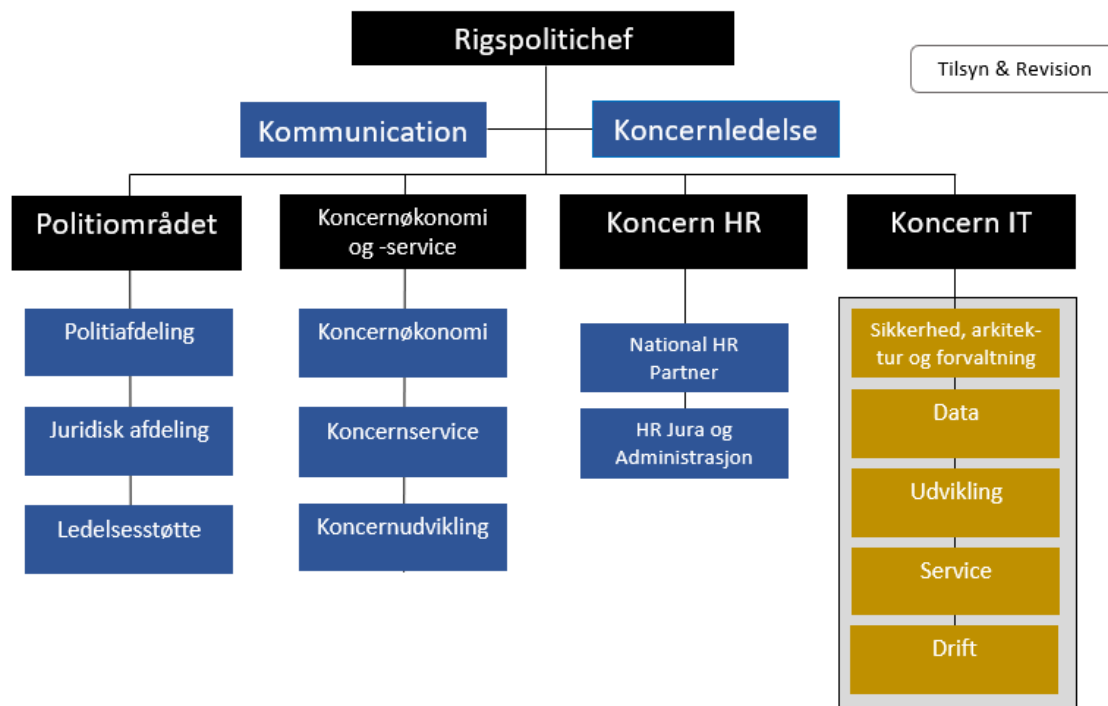 Rigspolitichef
Tilsyn & Revision
Kommunication
Koncernledelse
Politiområdet
Koncernøkonomi
og -service
Koncern HR
Koncern IT
Politiafdeling
Juridisk afdeling
Ledelsesstøtte
Koncernøkonomi
Koncernservice
Koncernudvikling
National HR
Partner
HR Jura og
Administrasjon
Sikkerhed, arkitek-
tur og forvaltning
Data
Udvikling
Service
Drift